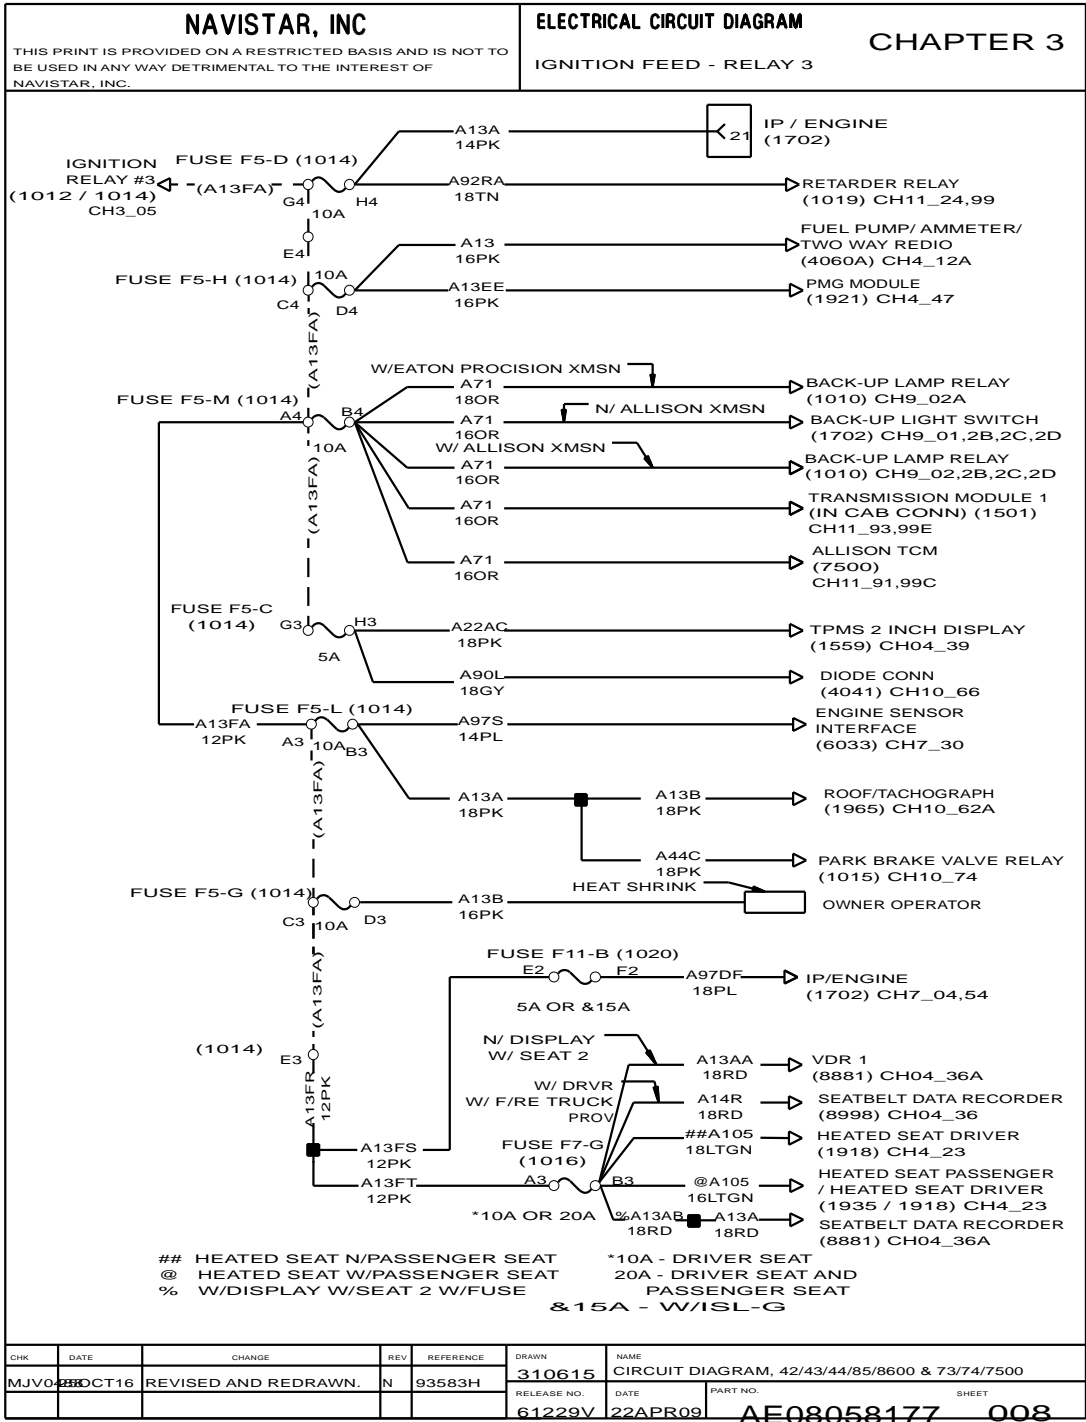 NAVISTAR, INC
THIS PRINT IS PROVIDED ON A RESTRICTED BASIS AND IS NOT TO
BE USED IN ANY WAY DETRIMENTAL TO THE INTEREST OF
NAVISTAR, INC.
ELECTRICAL CIRCUIT DIAGRAM
IGNITION FEED - RELAY 3
CHAPTER 3
IGNITION
RELAY #3
(1012 / 1014)
CH3_05
(A13FA)
FUSE F5-D (1014)
G4
H4
10A
A13A
14PK
21
IP / ENGINE
(1702)
A92RA
18TN
RETARDER RELAY
(1019) CH11_24,99
E4
FUSE F5-H (1014)
10A
C4
D4
A13
16PK
FUEL PUMP/ AMMETER/
TWO WAY REDIO
(4060A) CH4_12A
A13EE
16PK
PMG MODULE
(1921) CH4_47
(A13FA)
FUSE F5-M (1014)
A4
B4
10A
W/EATON PROCISION XMSN
A71
18OR
BACK-UP LAMP RELAY
(1010) CH9_02A
N/ ALLISON XMSN
A71
16OR
BACK-UP LIGHT SWITCH
(1702) CH9_01,2B,2C,2D
W/ ALLISON XMSN
A71
16OR
BACK-UP LAMP RELAY
(1010) CH9_02,2B,2C,2D
(A13FA)
A71
16OR
TRANSMISSION MODULE 1
(IN CAB CONN) (1501)
CH11_93,99E
A71
16OR
ALLISON TCM
(7500)
CH11_91,99C
FUSE F5-C
(1014)
G3
H3
5A
A22AC
18PK
TPMS 2 INCH DISPLAY
(1559) CH04_39
A90L
18GY
DIODE CONN
(4041) CH10_66
FUSE F5-L (1014)
A13FA
12PK
A3
10A
B3
A97S
14PL
ENGINE SENSOR
INTERFACE
(6033) CH7_30
(A13FA)
A13A
18PK
A13B
18PK
ROOF/TACHOGRAPH
(1965) CH10_62A
A44C
18PK
PARK BRAKE VALVE RELAY
(1015) CH10_74
FUSE F5-G (1014)
C3
10A
D3
A13B
16PK
HEAT SHRINK
OWNER OPERATOR
(A13FA)
FUSE F11-B (1020)
E2
F2
5A OR &15A
A97DF
18PL
IP/ENGINE
(1702) CH7_04,54
(1014)
E3
A13FR
12PK
N/ DISPLAY
W/ SEAT 2
A13AA
18RD
VDR 1
(8881) CH04_36A
W/ DRVR
W/ F/RE TRUCK
PROV
A14R
18RD
SEATBELT DATA RECORDER
(8998) CH04_36
A13FS
12PK
FUSE F7-G
(1016)
##A105
18LTGN
HEATED SEAT DRIVER
(1918) CH4_23
A13FT
12PK
A3
B3
*10A OR 20A
@A105
16LTGN
HEATED SEAT PASSENGER
/ HEATED SEAT DRIVER
(1935 / 1918) CH4_23
%A13AB
18RD
A13A
18RD
SEATBELT DATA RECORDER
(8881) CH04_36A
## HEATED SEAT N/PASSENGER SEAT
@ HEATED SEAT W/PASSENGER SEAT
% W/DISPLAY W/SEAT 2 W/FUSE
*10A - DRIVER SEAT
20A - DRIVER SEAT AND
PASSENGER SEAT
&15A - W/ISL-G
CHK DATE CHANGE REV REFERENCE
REVISED AND REDRAWN. N 93583H
DRAWN
310615
NAME
CIRCUIT DIAGRAM, 42/43/44/85/8600 & 73/74/7500
RELEASE NO.
61229V
DATE
22APR09
PART NO.
AE08058177
SHEET
008